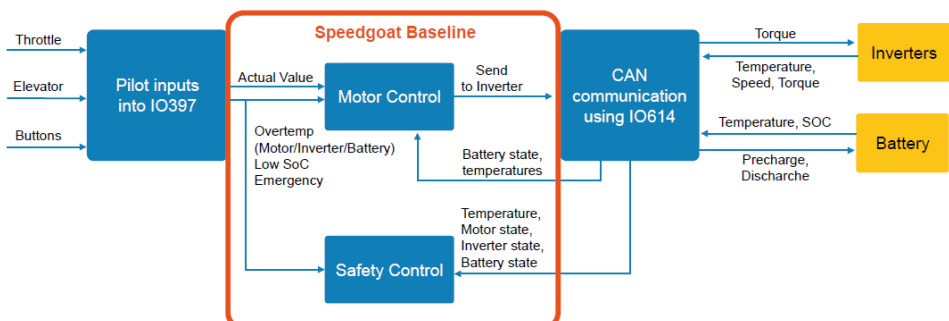 Speedgoat Baseline
Throttle
Elevator
Buttons
Pilot inputs
into IO397
Actual Value
Overtemp
(Motor/Inverter/Battery)
Low SoC
Emergency
Motor Control
Send
to Inverter
Battery state,
temperatures
Safety Control
Temperature,
Motor state,
Inverter state,
Battery state
CAN
communication
using IO614
Torque
Temperature,
Speed, Torque
Inverters
Temperature, SOC
Precharge,
Discharche
Battery